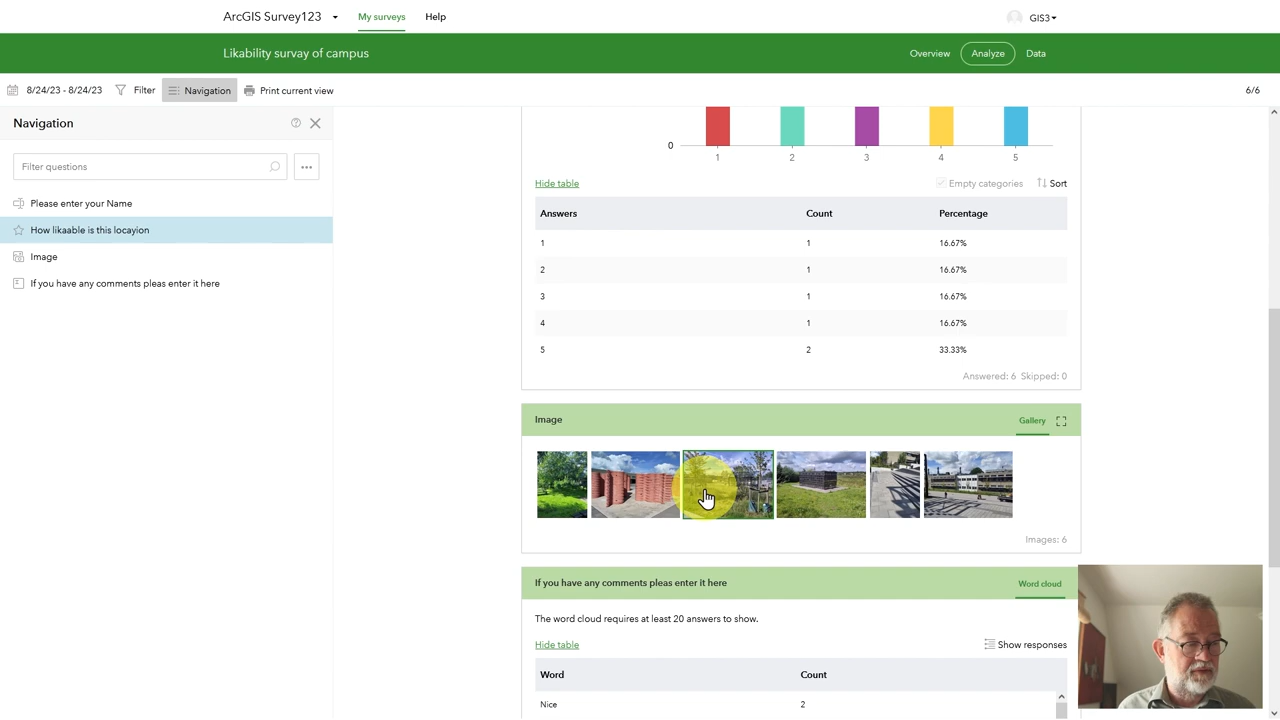 ArcGIS Survey123 My surveys Help GIS3
Likability survay of campus Overview Analyze Data
8/24/23 - 8/24/23 Filter Navigation Print current view 6/6
Navigation
Filter questions
Please enter your Name
How likaable is this locayion
Image
If you have any comments pleas enter it here
0
1 2 3 4 5
Hide table Empty categories Sort
Answers Count Percentage
1 1 16.67%
2 1 16.67%
3 1 16.67%
4 1 16.67%
5 2 33.33%
Answered: 6 Skipped: 0
Image Gallery
Images: 6
If you have any comments pleas enter it here Word cloud
The word cloud requires at least 20 answers to show.
Hide table Show responses
Word Count
Nice 2